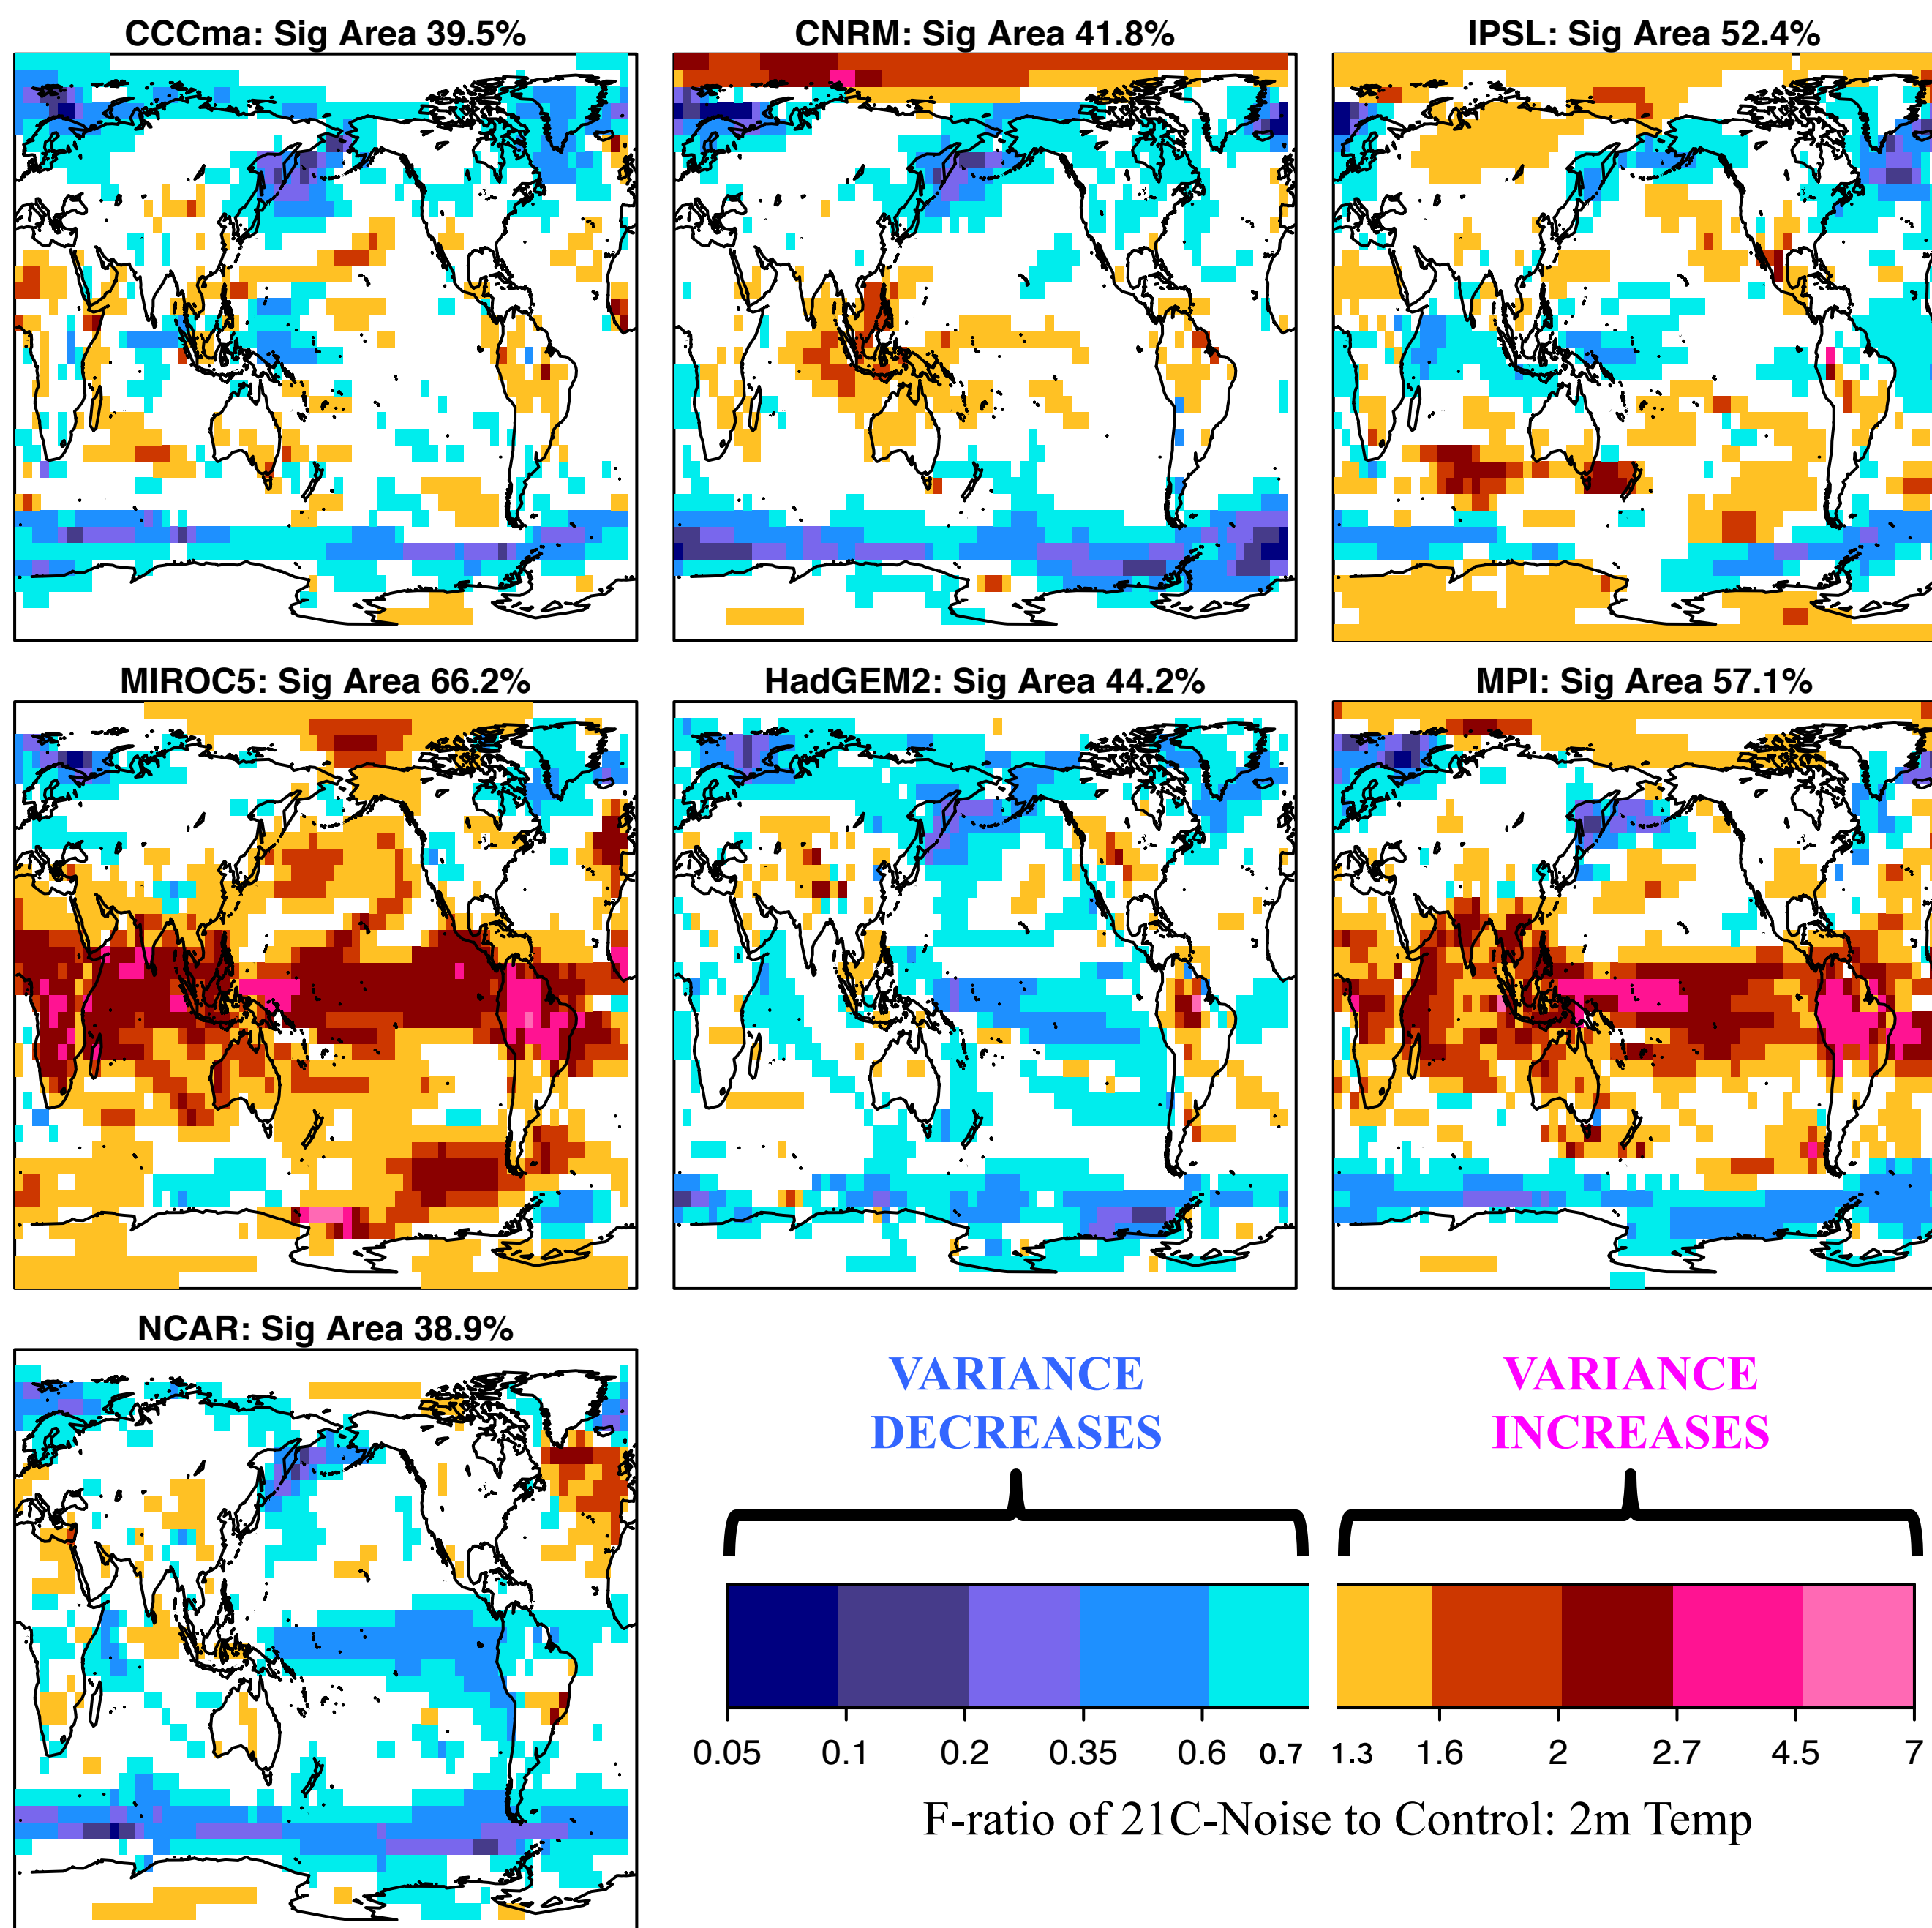 CCCma: Sig Area 39.5%
CNRM: Sig Area 41.8%
IPSL: Sig Area 52.4%
MIROC5: Sig Area 66.2%
HadGEM2: Sig Area 44.2%
MPI: Sig Area 57.1%
NCAR: Sig Area 38.9%
VARIANCE
DECREASES
VARIANCE
INCREASES
0.05 0.1 0.2 0.35 0.6 0.7 1.3 1.6 2 2.7 4.5 7
F-ratio of 21C-Noise to Control: 2m Temp